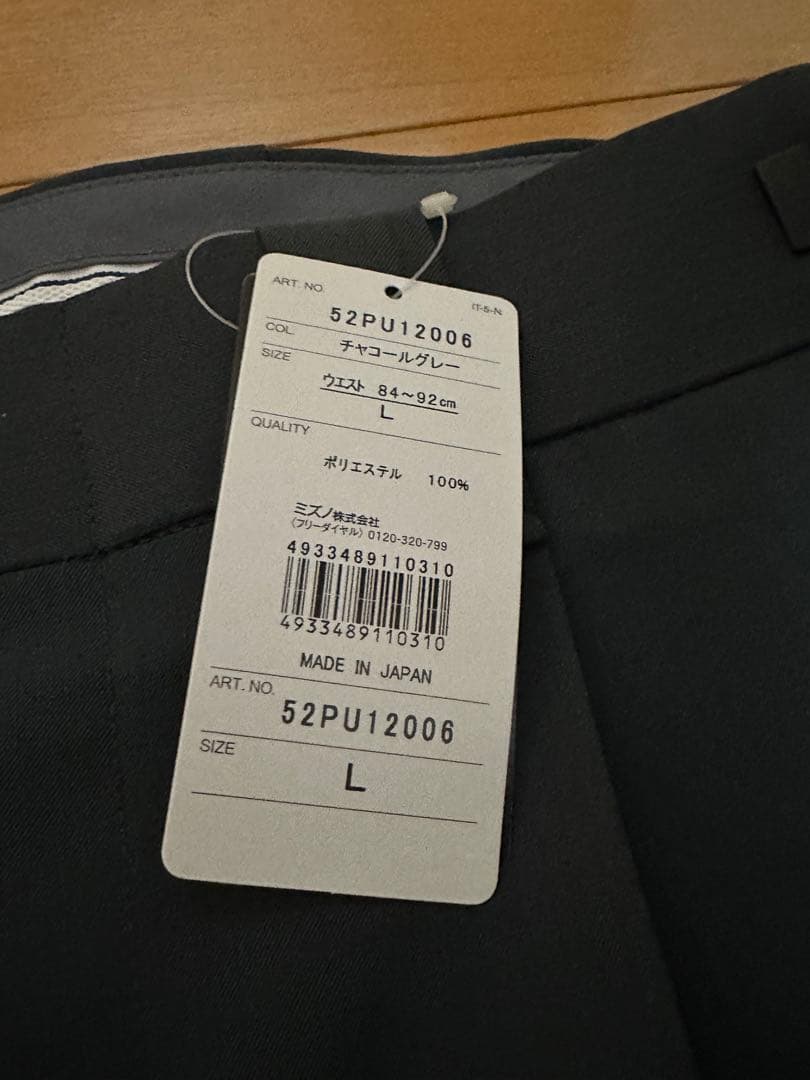 ART. NO.
IT-5-N
52PU12006
COL.
チャコールグレー
SIZE
ウエスト 84～92cm
L
QUALITY
ポリエステル 100%
ミズノ株式会社
〈フリーダイヤル〉0120-320-799
4933489110310
4933489110310
MADE IN JAPAN
ART. NO.
52PU12006
SIZE
L